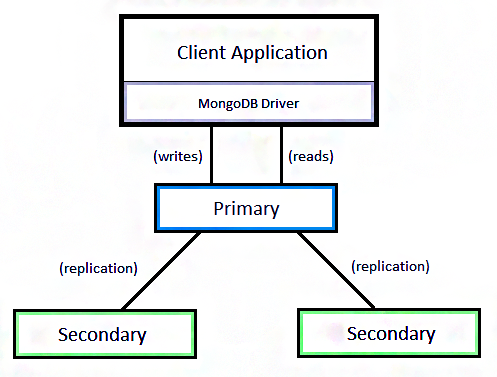 Client Application
MongoDB Driver
(writes)
(reads)
Primary
(replication)
(replication)
Secondary
Secondary